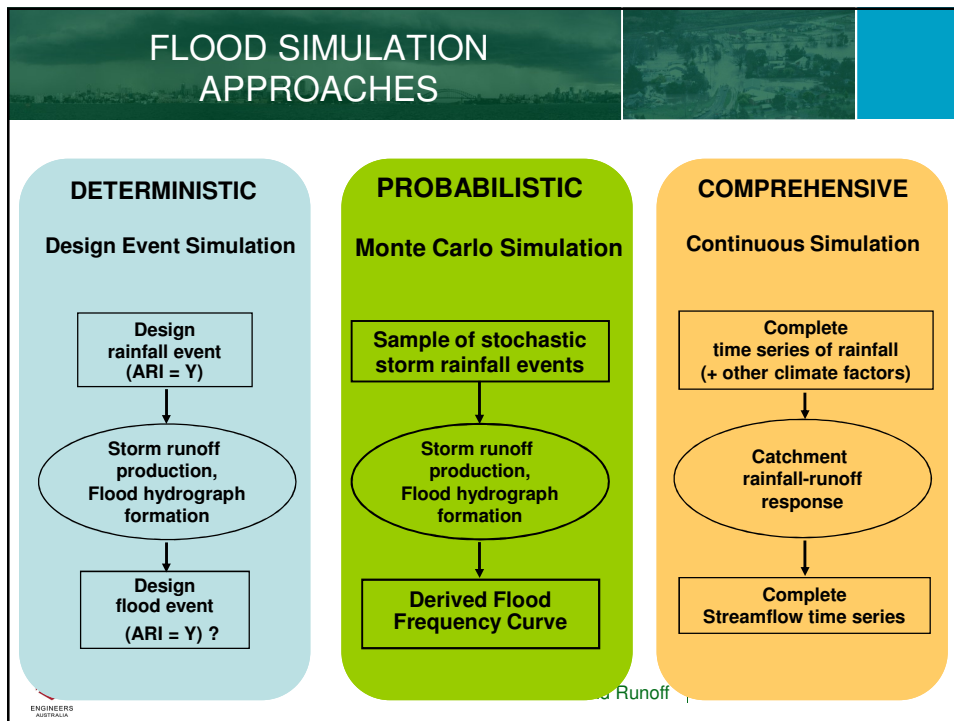 FLOOD SIMULATION
APPROACHES
DETERMINISTIC
Design Event Simulation
Design
rainfall event
(ARI = Y)
Storm runoff
production,
Flood hydrograph
formation
Design
flood event
(ARI = Y) ?
PROBABILISTIC
Monte Carlo Simulation
Sample of stochastic
storm rainfall events
Storm runoff
production,
Flood hydrograph
formation
Derived Flood
Frequency Curve
COMPREHENSIVE
Continuous Simulation
Complete
time series of rainfall
(+ other climate factors)
Catchment
rainfall-runoff
response
Complete
Streamflow time series
ENGINEERS
AUSTRALIA
Runoff |